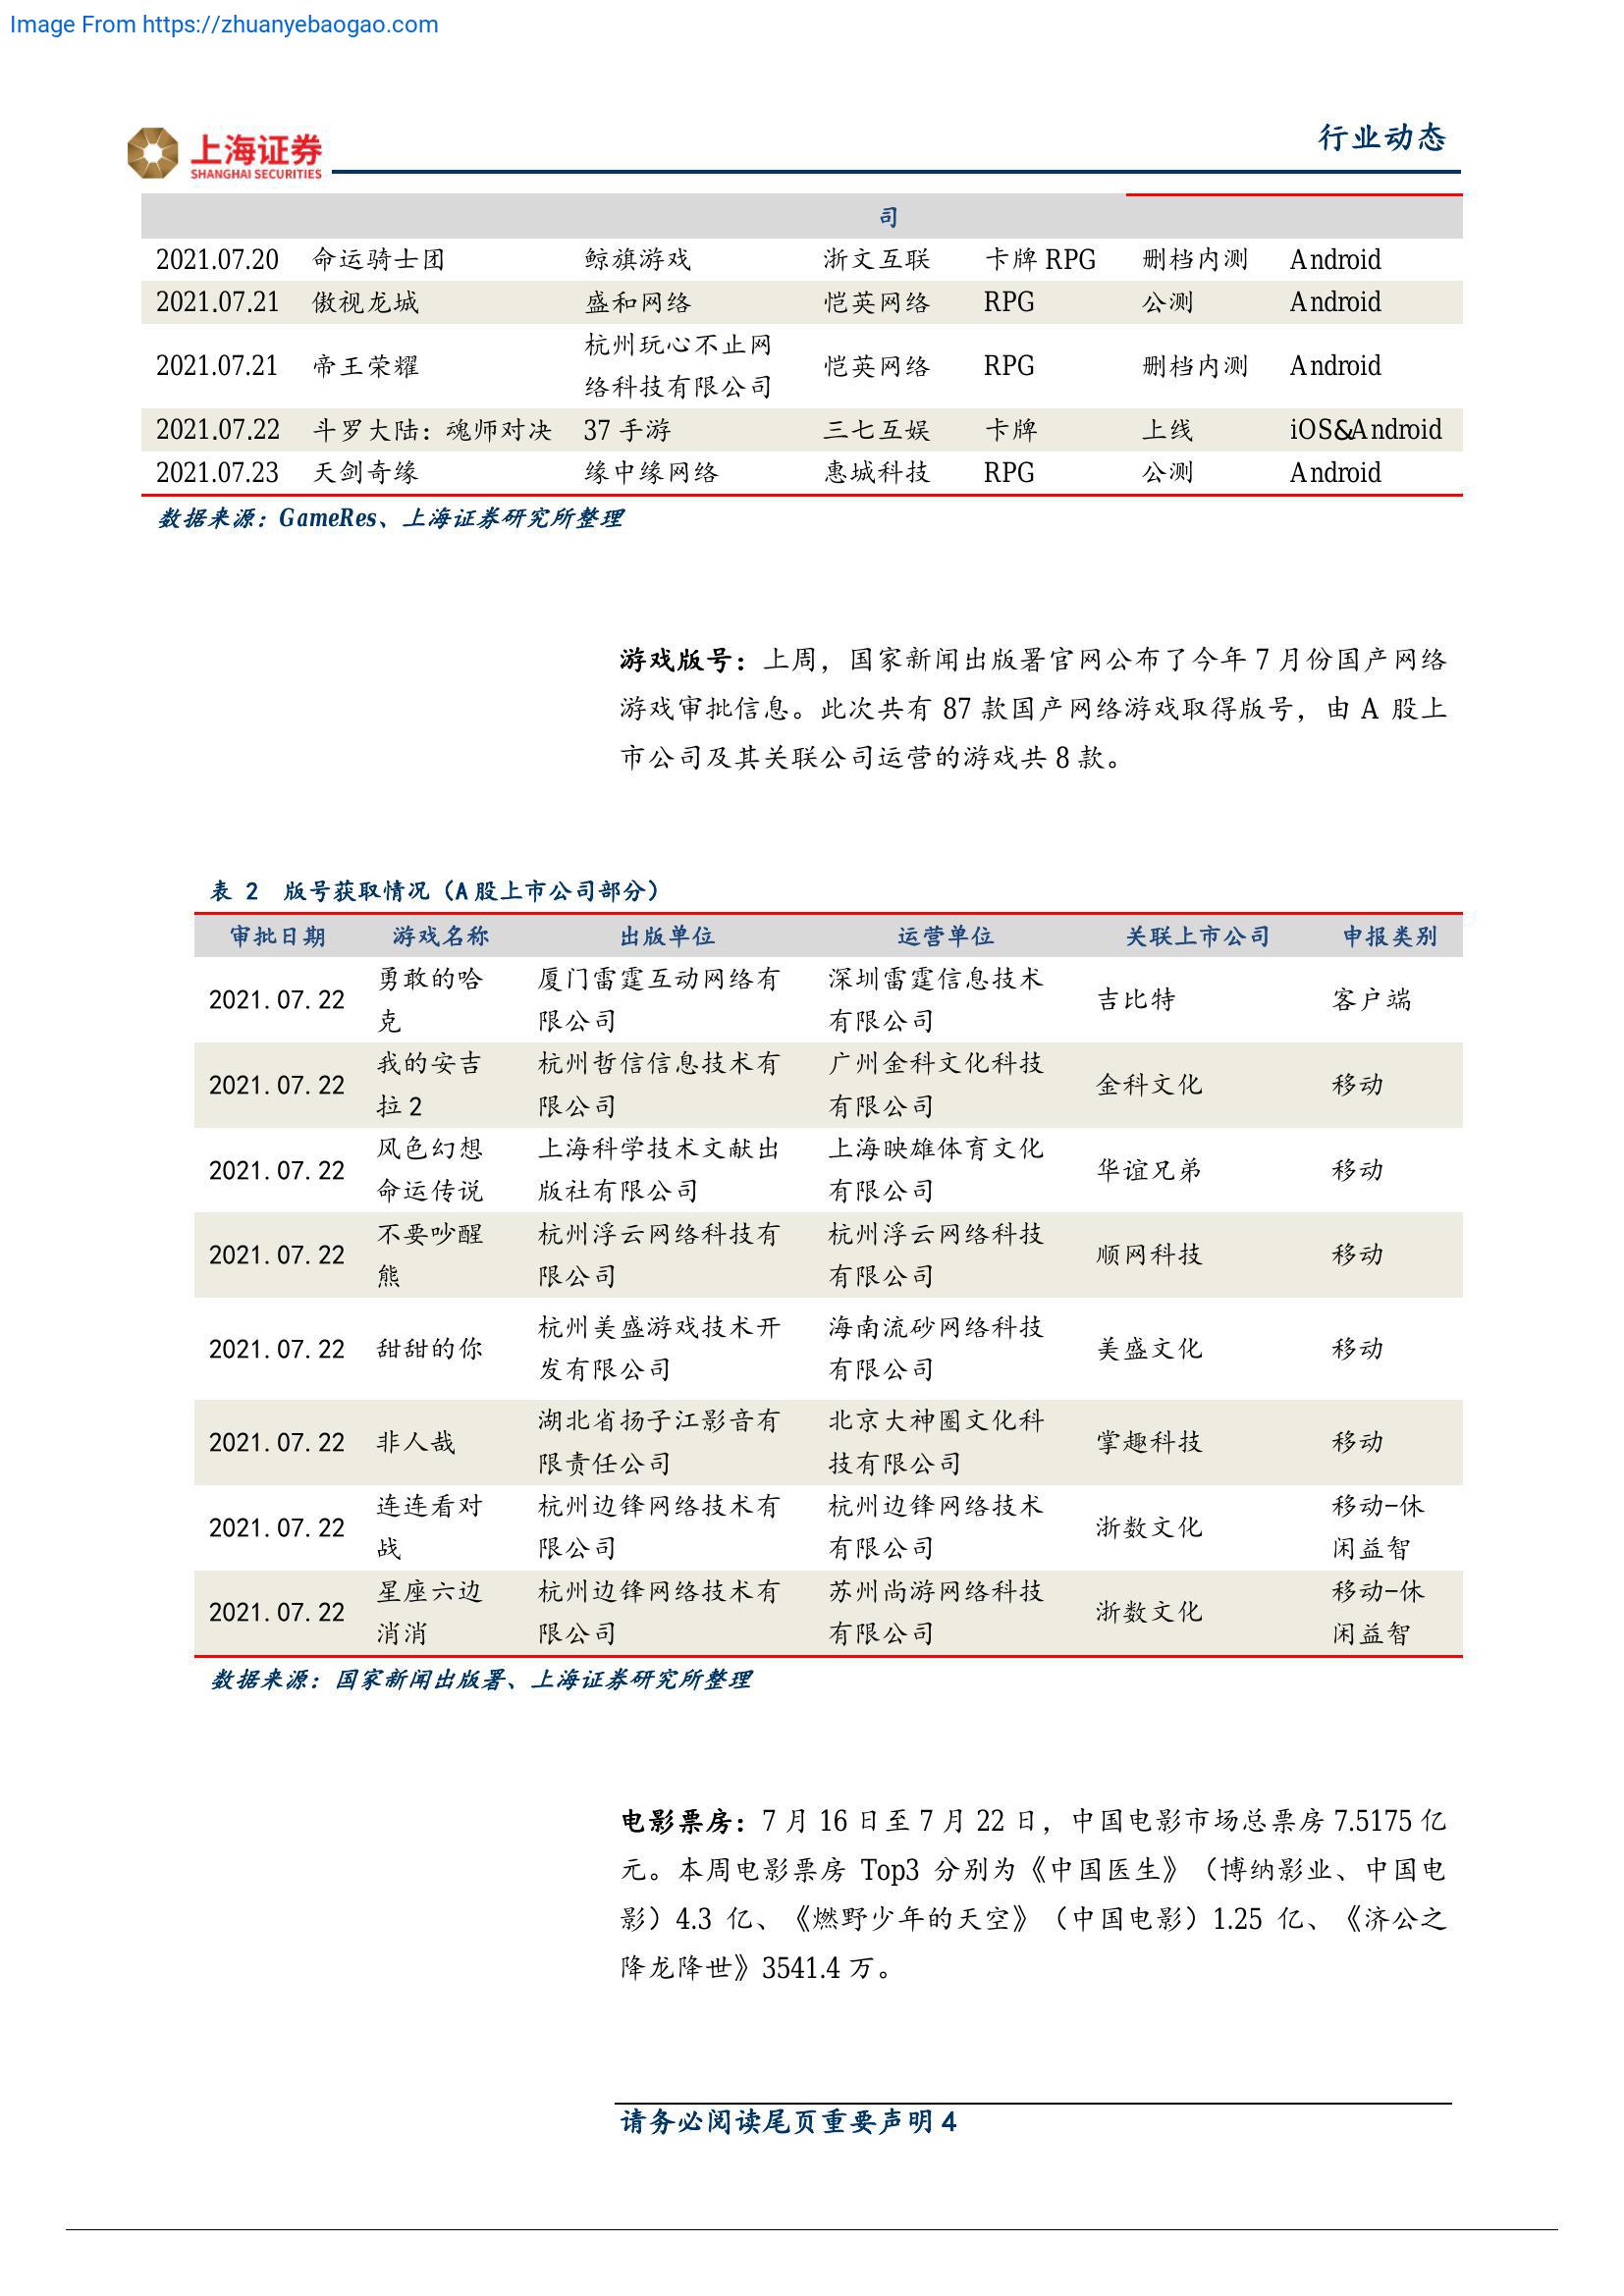 Image From https://zhuanyebaogao.com
上海证券
SHANGHAI SECURITIES
行业动态
司
2021.07.20 命运骑士团 鲸旗游戏 浙文互联 卡牌 RPG 删档内测 Android
2021.07.21 傲视龙城 盛和网络 恺英网络 RPG 公测 Android
2021.07.21 帝王荣耀 杭州玩心不止网络科技有限公司 恺英网络 RPG 删档内测 Android
2021.07.22 斗罗大陆：魂师对决 37 手游 三七互娱 卡牌 上线 iOS&Android
2021.07.23 天剑奇缘 缘中缘网络 惠城科技 RPG 公测 Android
数据来源：GameRes、上海证券研究所整理
游戏版号：上周，国家新闻出版署官网公布了今年 7 月份国产网络
游戏审批信息。此次共有 87 款国产网络游戏取得版号，由 A 股上
市公司及其关联公司运营的游戏共 8 款。
表 2 版号获取情况（A 股上市公司部分）
审批日期 游戏名称 出版单位 运营单位 关联上市公司 申报类别
2021.07.22 勇敢的哈克 厦门雷霆互动网络有限公司 深圳雷霆信息技术有限公司 吉比特 客户端
2021.07.22 我的安吉拉 2 杭州哲信信息技术有限公司 广州金科文化科技有限公司 金科文化 移动
2021.07.22 风色幻想命运传说 上海科学技术文献出版社有限公司 上海映雄体育文化有限公司 华谊兄弟 移动
2021.07.22 不要吵醒熊 杭州浮云网络科技有限公司 杭州浮云网络科技有限公司 顺网科技 移动
2021.07.22 甜甜的你 杭州美盛游戏技术开发有限公司 海南流砂网络科技有限公司 美盛文化 移动
2021.07.22 非人哉 湖北省扬子江影音有限责任公司 北京大神圈文化科技有限公司 掌趣科技 移动
2021.07.22 连连看对战 杭州边锋网络技术有限公司 杭州边锋网络技术有限公司 浙数文化 移动-休闲益智
2021.07.22 星座六边消消 杭州边锋网络技术有限公司 苏州尚游网络科技有限公司 浙数文化 移动-休闲益智
数据来源：国家新闻出版署、上海证券研究所整理
电影票房：7 月 16 日至 7 月 22 日，中国电影市场总票房 7.5175 亿
元。本周电影票房 Top3 分别为《中国医生》（博纳影业、中国电
影）4.3 亿、《燃野少年的天空》（中国电影）1.25 亿、《济公之
降龙降世》3541.4 万。
请务必阅读尾页重要声明 4